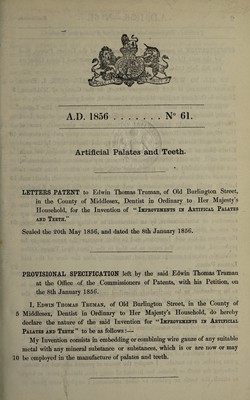 A.D. 1856 . . . . . . . Nº 61.
Artificial Palates and Teeth.
LETTERS PATENT to Edwin Thomas Truman, of Old Burlington Street,
in the County of Middlesex, Dentist in Ordinary to Her Majesty's
Household, for the Invention of "Improvements in Artificial Palates
and Teeth."
Sealed the 20th May 1856, and dated the 8th January 1856.
PROVISIONAL SPECIFICATION left by the said Edwin Thomas Truman
at the Office of the Commissioners of Patents, with his Petition, on
the 8th January 1856.
I, Edwin Thomas Truman, of Old Burlington Street, in the County of
5 Middlesex, Dentist in Ordinary to Her Majesty's Household, do hereby
declare the nature of the said Invention for "Improvements in Artificial
Palates and Teeth" to be as follows:—
My Invention consists in embedding or combining wire gauze of any suitable
metal with any mineral substance or substances, which is or are now or may
10 be employed in the manufacture of palates and teeth.